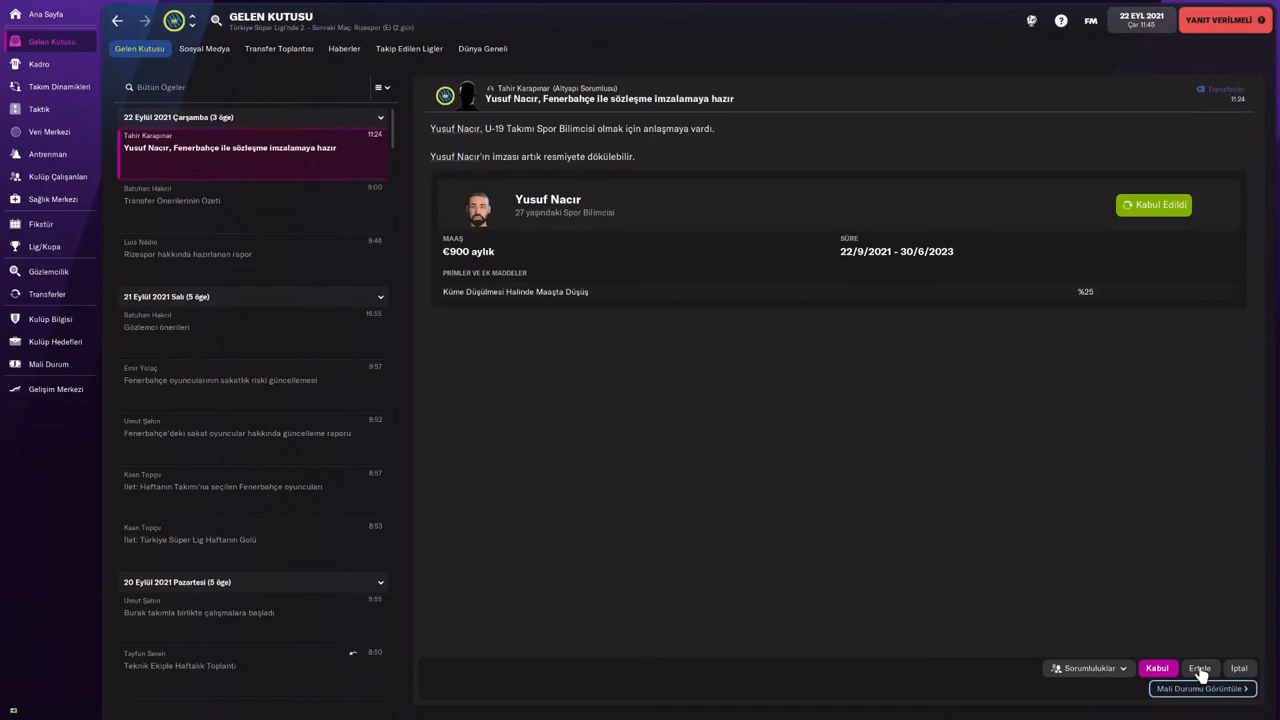 Ana Sayfa
Gelen Kutusu
Kadro
Takım Dinamikleri
Taktik
Veri Merkezi
Antrenman
Kulüp Çalışanları
Sağlık Merkezi
Fikstür
Lig/Kupa
Gözlemcilik
Transferler
Kulüp Bilgisi
Kulüp Hedefleri
Mali Durum
Gelişim Merkezi
GELEN KUTUSU
Türkiye Süper Ligi'nde 2. - Sonraki Maç: Rizespor (E) (2 gün)
FM
22 EYL 2021
Çar 11:45
YANIT VERİLMELİ
Gelen Kutusu
Sosyal Medya
Transfer Toplantısı
Haberler
Takip Edilen Ligler
Dünya Geneli
Bütün Ögeler
22 Eylül 2021 Çarşamba (3 öge)
Tahir Karapınar 11:24
Yusuf Nacır, Fenerbahçe ile sözleşme imzalamaya hazır
Batuhan Hakcıl 9:00
Transfer Önerilerinin Özeti
Luís Nédio 8:46
Rizespor hakkında hazırlanan rapor
21 Eylül 2021 Salı (5 öge)
Batuhan Hakcıl 16:55
Gözlemci önerileri
Emir Yolaç 9:57
Fenerbahçe oyuncularının sakatlık riski güncellemesi
Umut Şahin 9:52
Fenerbahçe'deki sakat oyuncular hakkında güncelleme raporu
Kaan Topçu 8:57
İlet: Haftanın Takımı'na seçilen Fenerbahçe oyuncuları
Kaan Topçu 8:53
İlet: Türkiye Süper Lig Haftanın Golü
20 Eylül 2021 Pazartesi (5 öge)
Umut Şahin 9:55
Burak takımla birlikte çalışmalara başladı
Tayfun Seven 8:50
Teknik Ekiple Haftalık Toplantı
Tahir Karapınar (Altyapı Sorumlusu)
Yusuf Nacır, Fenerbahçe ile sözleşme imzalamaya hazır
Transferler
11:24
Yusuf Nacır, U-19 Takımı Spor Bilimcisi olmak için anlaşmaya vardı.
Yusuf Nacır'ın imzası artık resmiyete dökülebilir.
Yusuf Nacır
27 yaşındaki Spor Bilimcisi
Kabul Edildi
MAAŞ
€900 aylık
SÜRE
22/9/2021 - 30/6/2023
PRİMLER VE EK MADDELER
Küme Düşülmesi Halinde Maaşta Düşüş %25
Sorumluluklar
Kabul
Ertele
İptal
Mali Durumu Görüntüle >